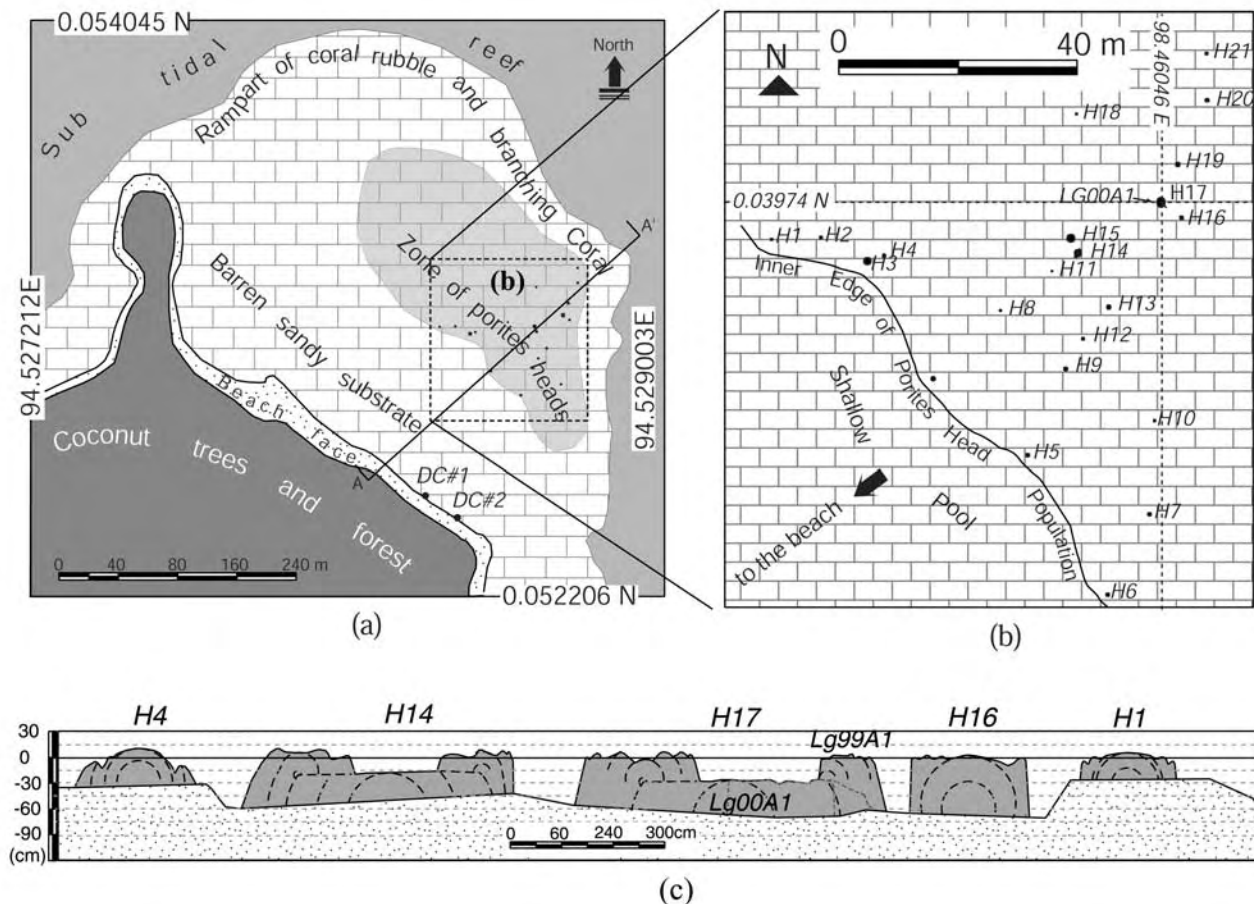 0.054045 N
Sub tidal reef
North
Rampart of coral rubble and branching Coral
A'
Zone of porites heads
(b)
Barren sandy substrate
94.527212E
94.529003E
Beach face
Coconut trees and forest
A
DC#1
DC#2
0 40 80 160 240 m
0.052206 N
(a)
N
0 40 m
98.46046 E
H21
H20
H18
H19
0.03974 N
LG00A1
H17
H16
H1
H2
H15
H14
H4
H3
H11
Inner Edge of Porites Head Population
H8
H13
H12
H9
Shallow Pool
H10
H5
H7
to the beach
H6
(b)
H4 H14 H17 H16 H1
Lg99A1
30
0
-30
-60
-90
(cm)
Lg00A1
0 60 240 300cm
(c)